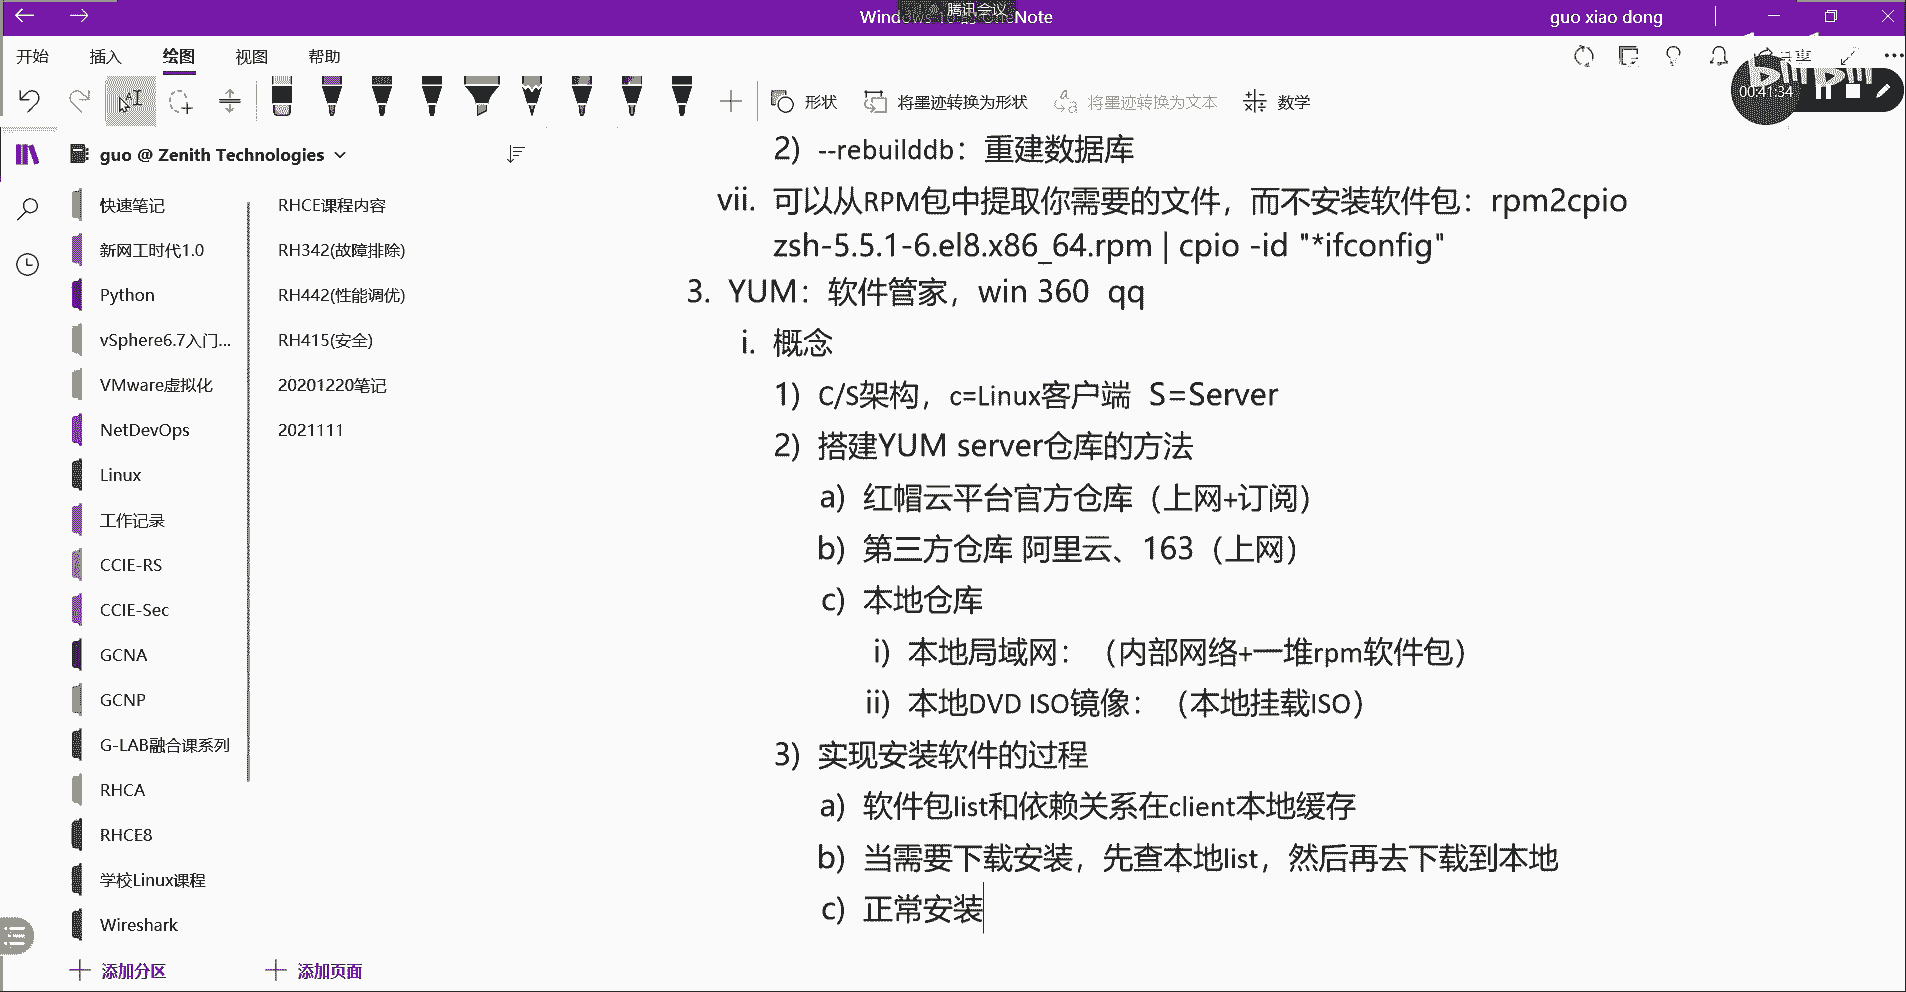 Windows 10 的 OneNote
腾讯会议
guo xiao dong
开始 插入 绘图 视图 帮助
共享
00:41:34
形状 将墨迹转换为形状 将墨迹转换为文本 数学
guo @ Zenith Technologies
快速笔记
新网工时代1.0
Python
vSphere6.7入门...
VMware虚拟化
NetDevOps
Linux
工作记录
CCIE-RS
CCIE-Sec
GCNA
GCNP
G-LAB融合课系列
RHCA
RHCE8
学校Linux课程
Wireshark
添加分区
RHCE课程内容
RH342(故障排除)
RH442(性能调优)
RH415(安全)
20201220笔记
2021111
添加页面
2) --rebuilddb：重建数据库
vii. 可以从RPM包中提取你需要的文件，而不安装软件包：rpm2cpio
zsh-5.5.1-6.el8.x86_64.rpm | cpio -id "*ifconfig"
3. YUM：软件管家，win 360 qq
i. 概念
1) C/S架构，c=Linux客户端 S=Server
2) 搭建YUM server仓库的方法
a) 红帽云平台官方仓库（上网+订阅）
b) 第三方仓库 阿里云、163（上网）
c) 本地仓库
i) 本地局域网：（内部网络+一堆rpm软件包）
ii) 本地DVD ISO镜像：（本地挂载ISO）
3) 实现安装软件的过程
a) 软件包list和依赖关系在client本地缓存
b) 当需要下载安装，先查本地list，然后再去下载到本地
c) 正常安装